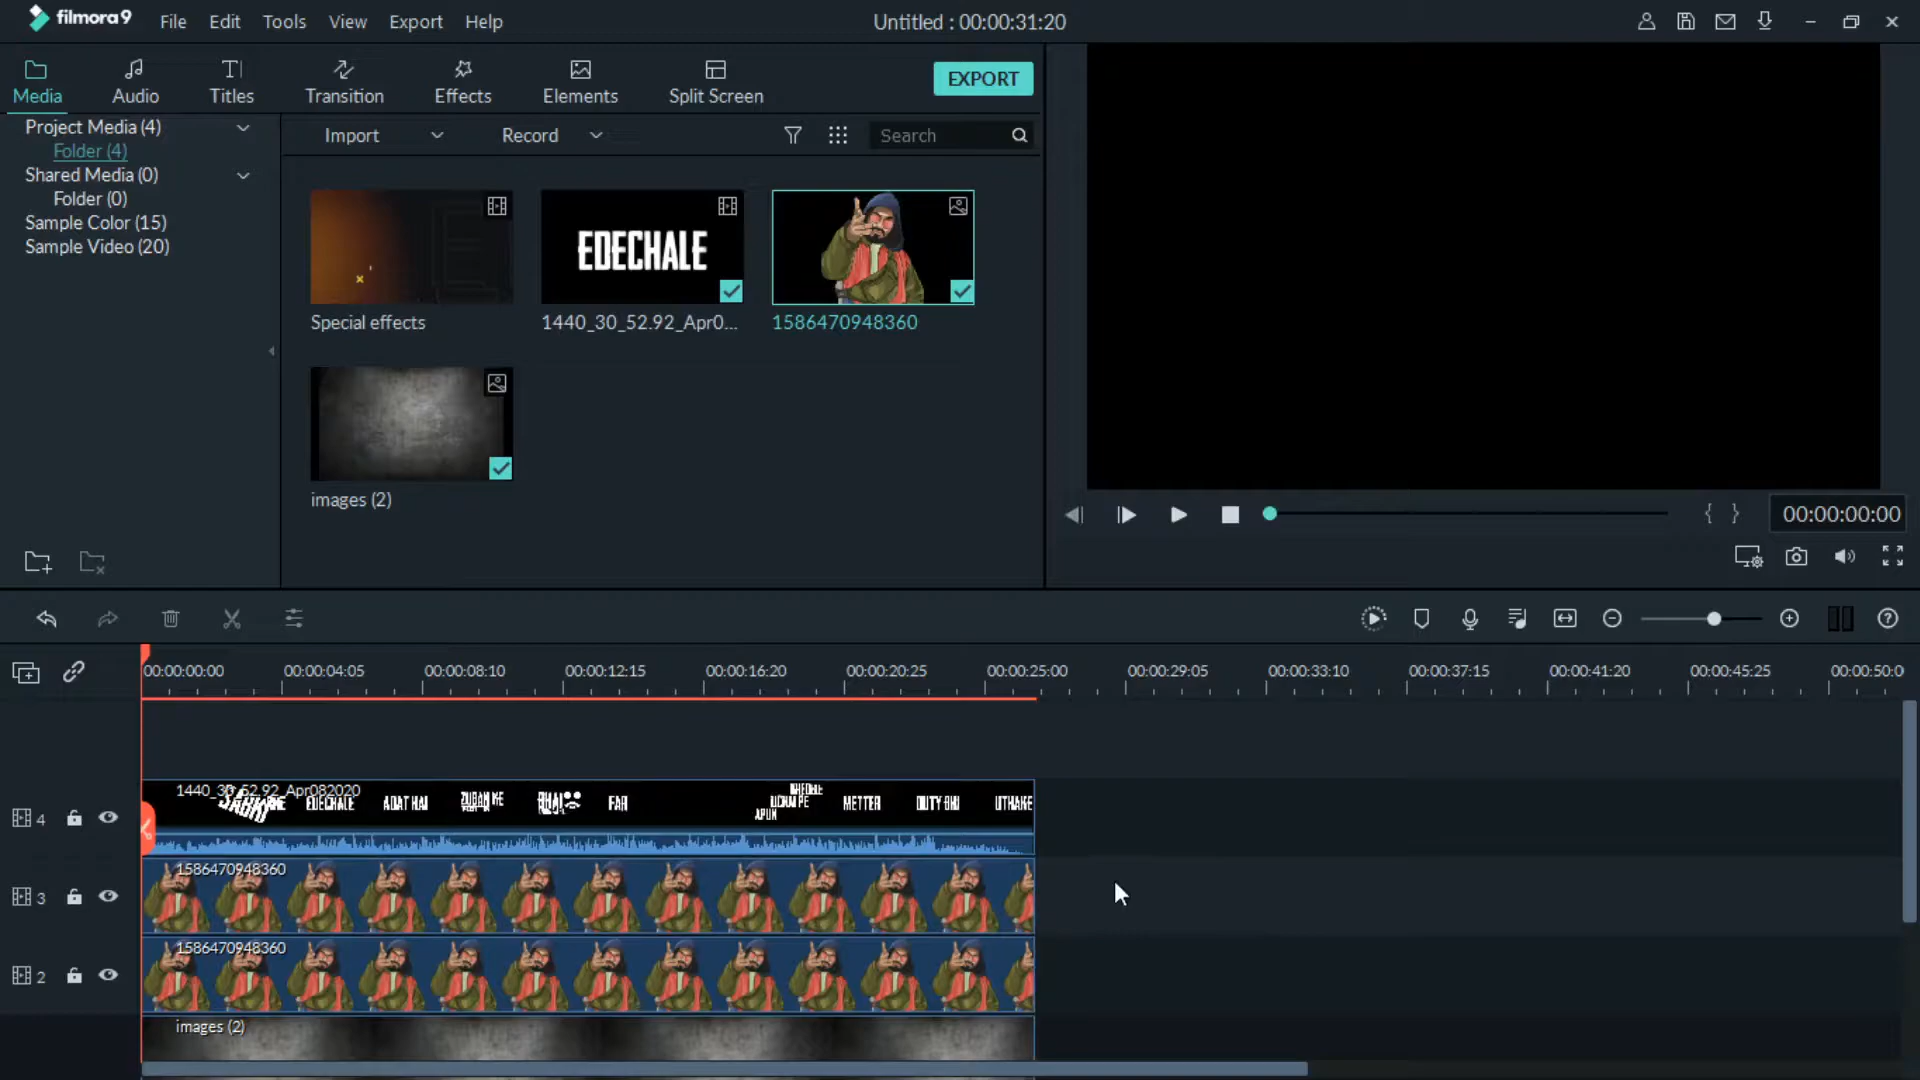 filmora9 File Edit Tools View Export Help Untitled : 00:00:31:20
Media Audio Titles Transition Effects Elements Split Screen EXPORT
Project Media (4)
Folder (4)
Shared Media (0)
Folder (0)
Sample Color (15)
Sample Video (20)
Import Record Search
EDECHALE
Special effects 1440_30_52.92_Apr0... 1586470948360
images (2)
{ } 00:00:00:00
00:00:00:00 00:00:04:05 00:00:08:10 00:00:12:15 00:00:16:20 00:00:20:25 00:00:25:00 00:00:29:05 00:00:33:10 00:00:37:15 00:00:41:20 00:00:45:25 00:00:50:0
1440_30_52.92_Apr082020
EDECHALE ADAT HAI ZUBAN ME BHAI FAR UCHAI PE APUN METTER DUTY BHI UTHAKE
4
1586470948360
3
1586470948360
2
images (2)